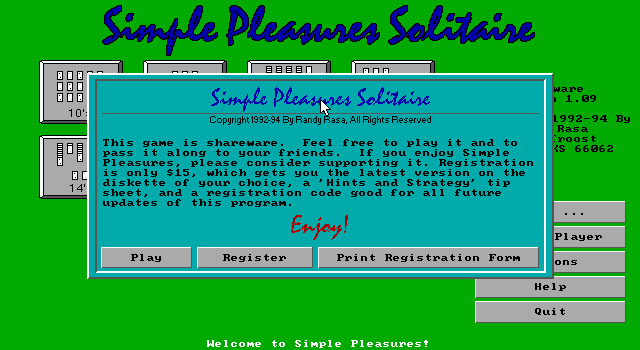 Simple Pleasures Solitaire
Simple Pleasures Solitaire
Copyright1992-94 By Randy Rasa, All Rights Reserved
This game is shareware. Feel free to play it and to
pass it along to your friends. If you enjoy Simple
Pleasures, please consider supporting it. Registration
is only $15, which gets you the latest version on the
diskette of your choice, a 'Hints and Strategy' tip
sheet, and a registration code good for all future
updates of this program.
Enjoy!
Play
Register
Print Registration Form
10'
14'
ware
1.09
1992-94 By
Rasa
roost
KS 66062
...
Player
ons
Help
Quit
Welcome to Simple Pleasures!